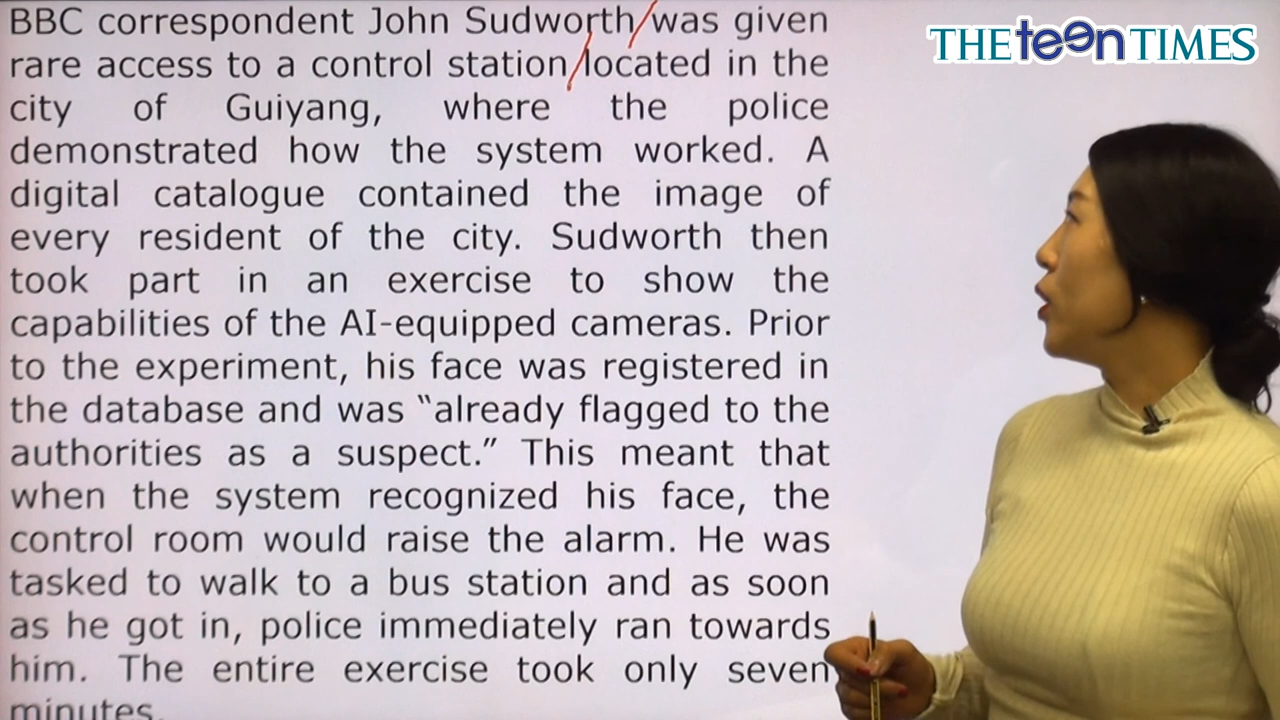 BBC correspondent John Sudworth was given
rare access to a control station located in the
city of Guiyang, where the police
demonstrated how the system worked. A
digital catalogue contained the image of
every resident of the city. Sudworth then
took part in an exercise to show the
capabilities of the AI-equipped cameras. Prior
to the experiment, his face was registered in
the database and was “already flagged to the
authorities as a suspect.” This meant that
when the system recognized his face, the
control room would raise the alarm. He was
tasked to walk to a bus station and as soon
as he got in, police immediately ran towards
him. The entire exercise took only seven
minutes.
THE teen TIMES